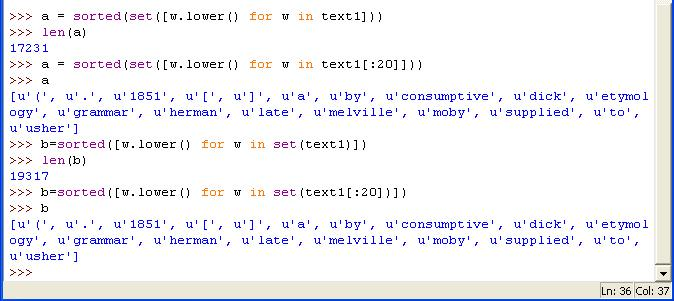 >>> a = sorted(set([w.lower() for w in text1]))
>>> len(a)
17231
>>> a = sorted(set([w.lower() for w in text1[:20]]))
>>> a
[u'(', u'.', u'1851', u'[', u']', u'a', u'by', u'consumptive', u'dick', u'etymol
ogy', u'grammar', u'herman', u'late', u'melville', u'moby', u'supplied', u'to',
u'usher']
>>> b=sorted([w.lower() for w in set(text1)])
>>> len(b)
19317
>>> b=sorted([w.lower() for w in set(text1[:20])])
>>> b
[u'(', u'.', u'1851', u'[', u']', u'a', u'by', u'consumptive', u'dick', u'etymol
ogy', u'grammar', u'herman', u'late', u'melville', u'moby', u'supplied', u'to',
u'usher']
>>>
Ln: 36 Col: 37